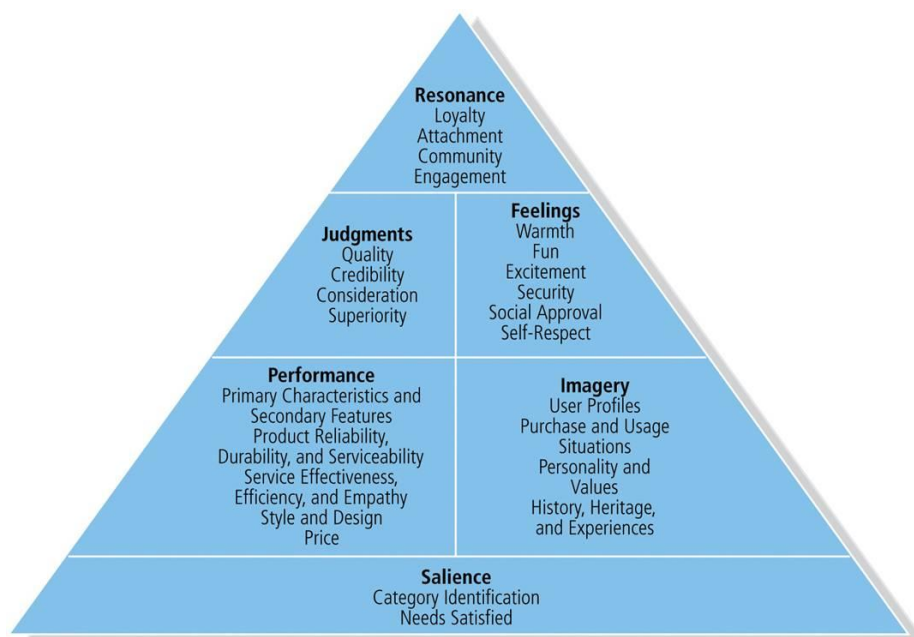 Resonance
Loyalty
Attachment
Community
Engagement
Judgments
Quality
Credibility
Consideration
Superiority
Feelings
Warmth
Fun
Excitement
Security
Social Approval
Self-Respect
Performance
Primary Characteristics and
Secondary Features
Product Reliability,
Durability, and Serviceability
Service Effectiveness,
Efficiency, and Empathy
Style and Design
Price
Imagery
User Profiles
Purchase and Usage
Situations
Personality and
Values
History, Heritage,
and Experiences
Salience
Category Identification
Needs Satisfied